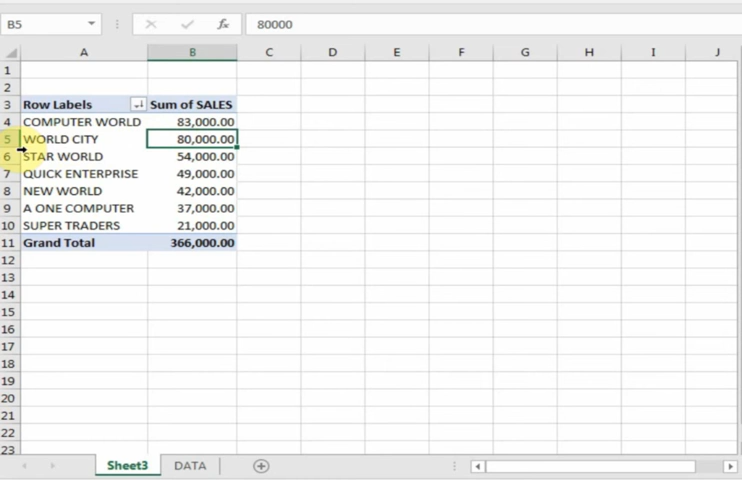 B5 fx 80000
A B C D E F G H I J
1
2
3 Row Labels Sum of SALES
4 COMPUTER WORLD 83,000.00
5 WORLD CITY 80,000.00
6 STAR WORLD 54,000.00
7 QUICK ENTERPRISE 49,000.00
8 NEW WORLD 42,000.00
9 A ONE COMPUTER 37,000.00
10 SUPER TRADERS 21,000.00
11 Grand Total 366,000.00
12
13
14
15
16
17
18
19
20
21
22
23
Sheet3 DATA